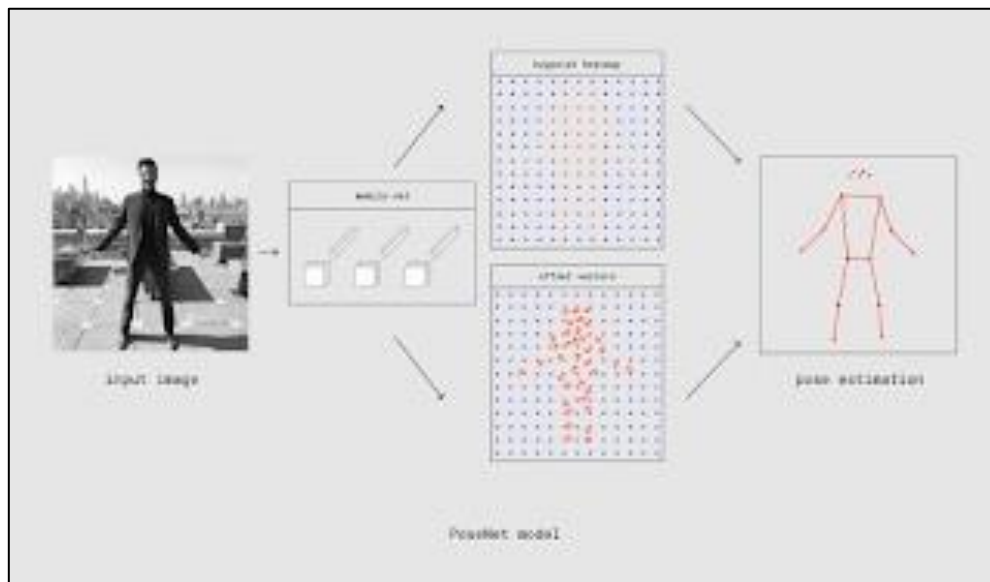 keypoint heatmap
mobile net
offset vectors
input image
pose estimation
PoseNet model